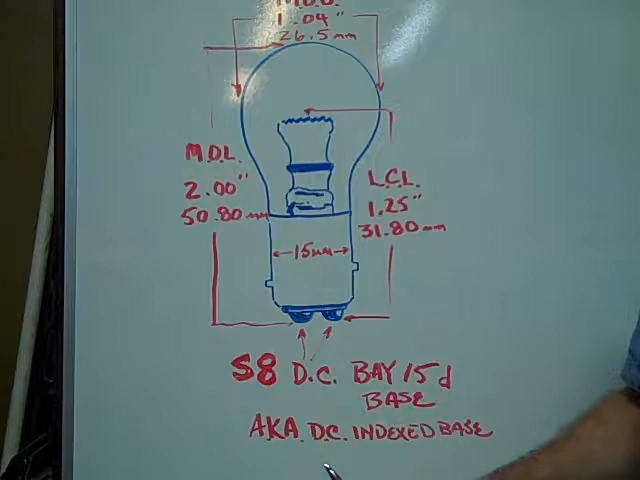 M.O.D.
1.04"
26.5mm
M.O.L.
2.00"
50.80mm
L.C.L.
1.25"
31.80mm
15mm
S8 D.C. BAY 15d
BASE
AKA D.C. INDEXED BASE